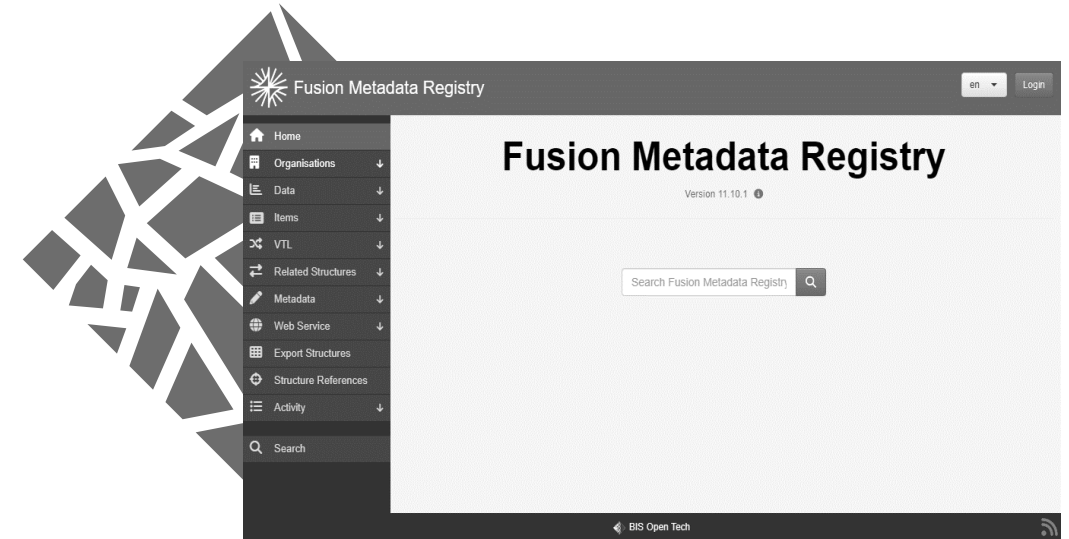 Fusion Metadata Registry
en
Login
Home
Organisations
Data
Items
VTL
Related Structures
Metadata
Web Service
Export Structures
Structure References
Activity
Search
Fusion Metadata Registry
Version 11.10.1
Search Fusion Metadata Registry
BIS Open Tech